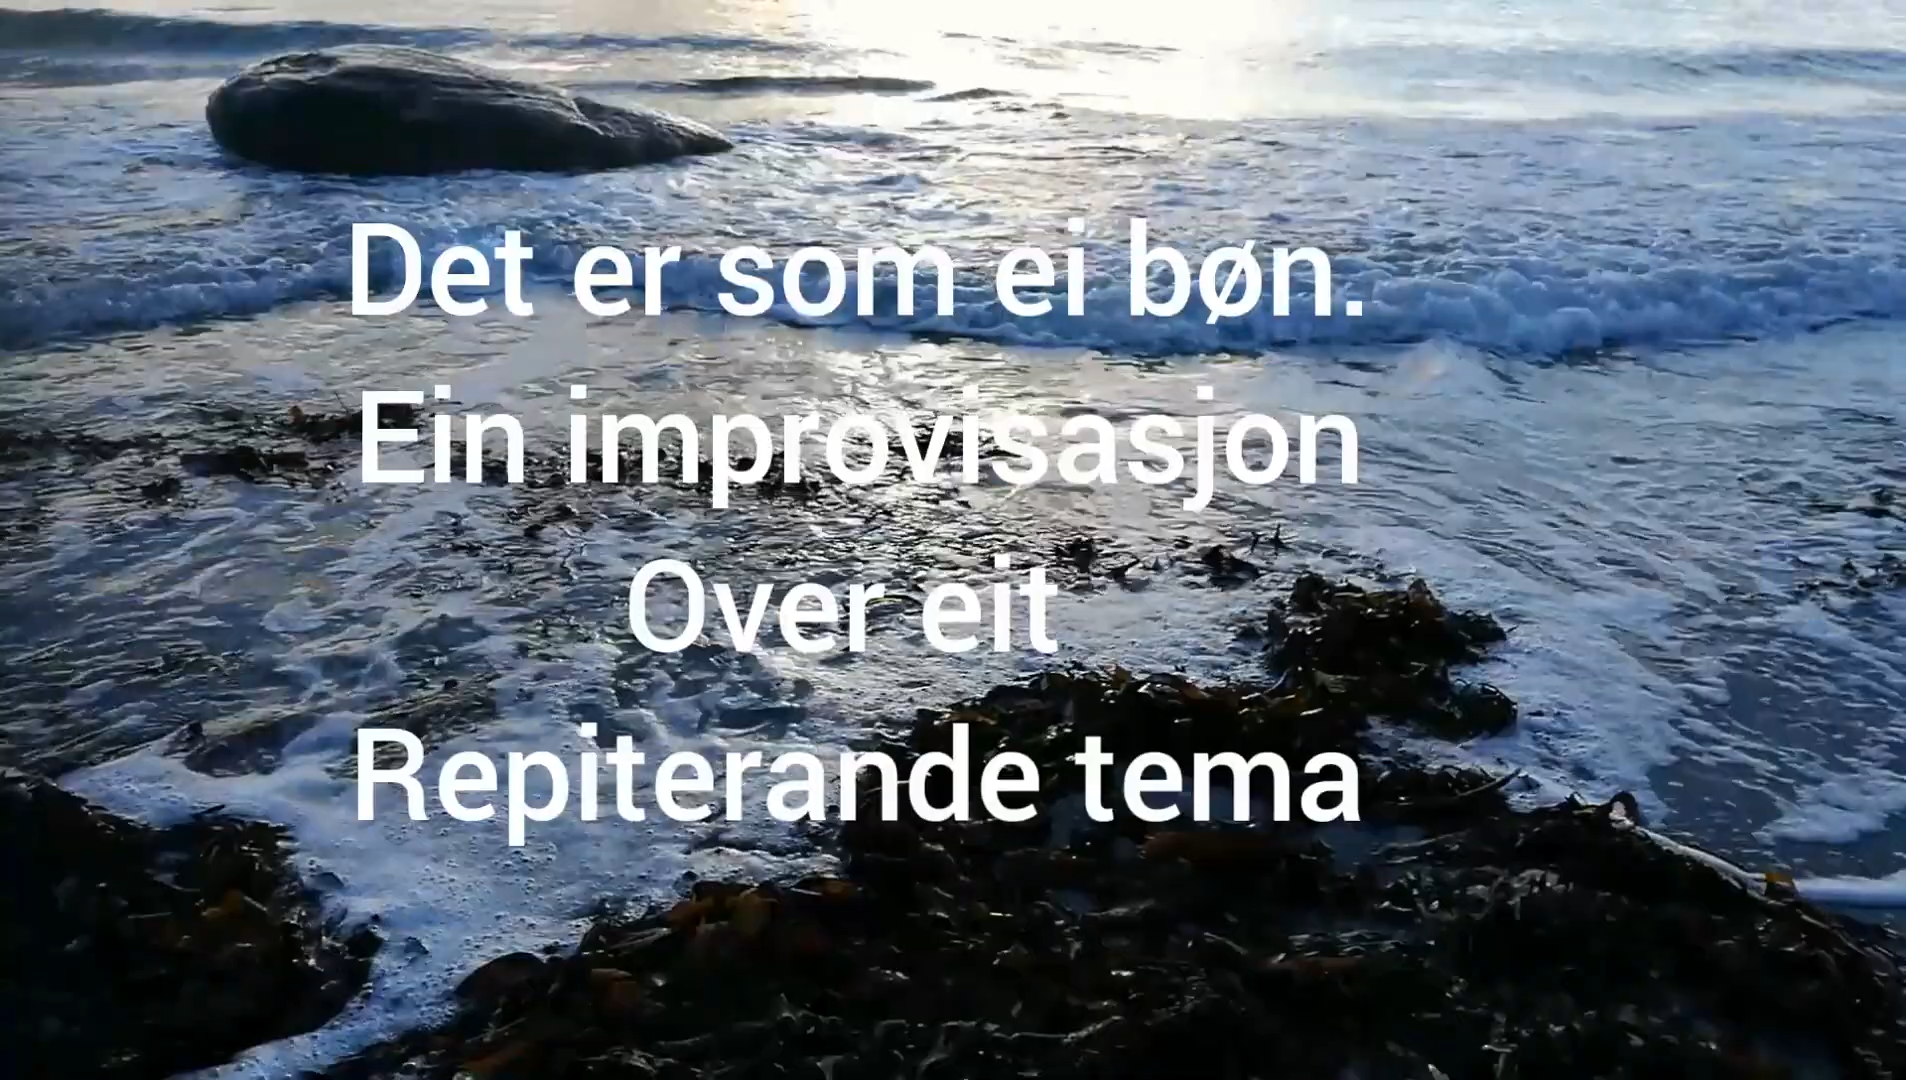 Det er som ei bøn.
Ein improvisasjon
Over eit
Repiterande tema